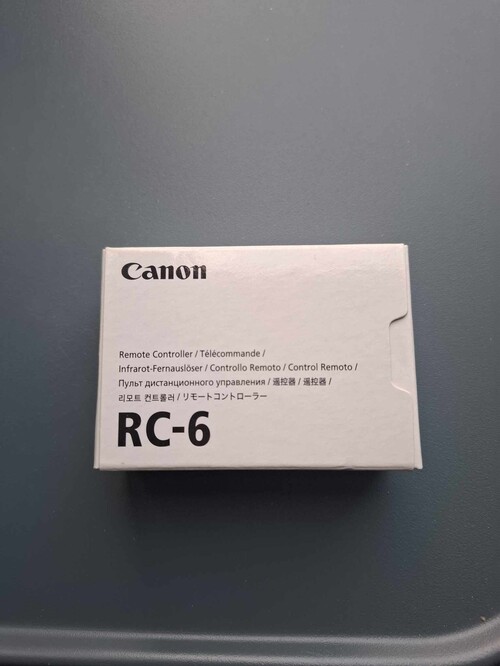 Canon
Remote Controller / Télécommande /
Infrarot-Fernauslöser / Controllo Remoto / Control Remoto /
Пульт дистанционного управления / 遥控器 / 遙控器 /
리모트 컨트롤러 / リモートコントローラー
RC-6